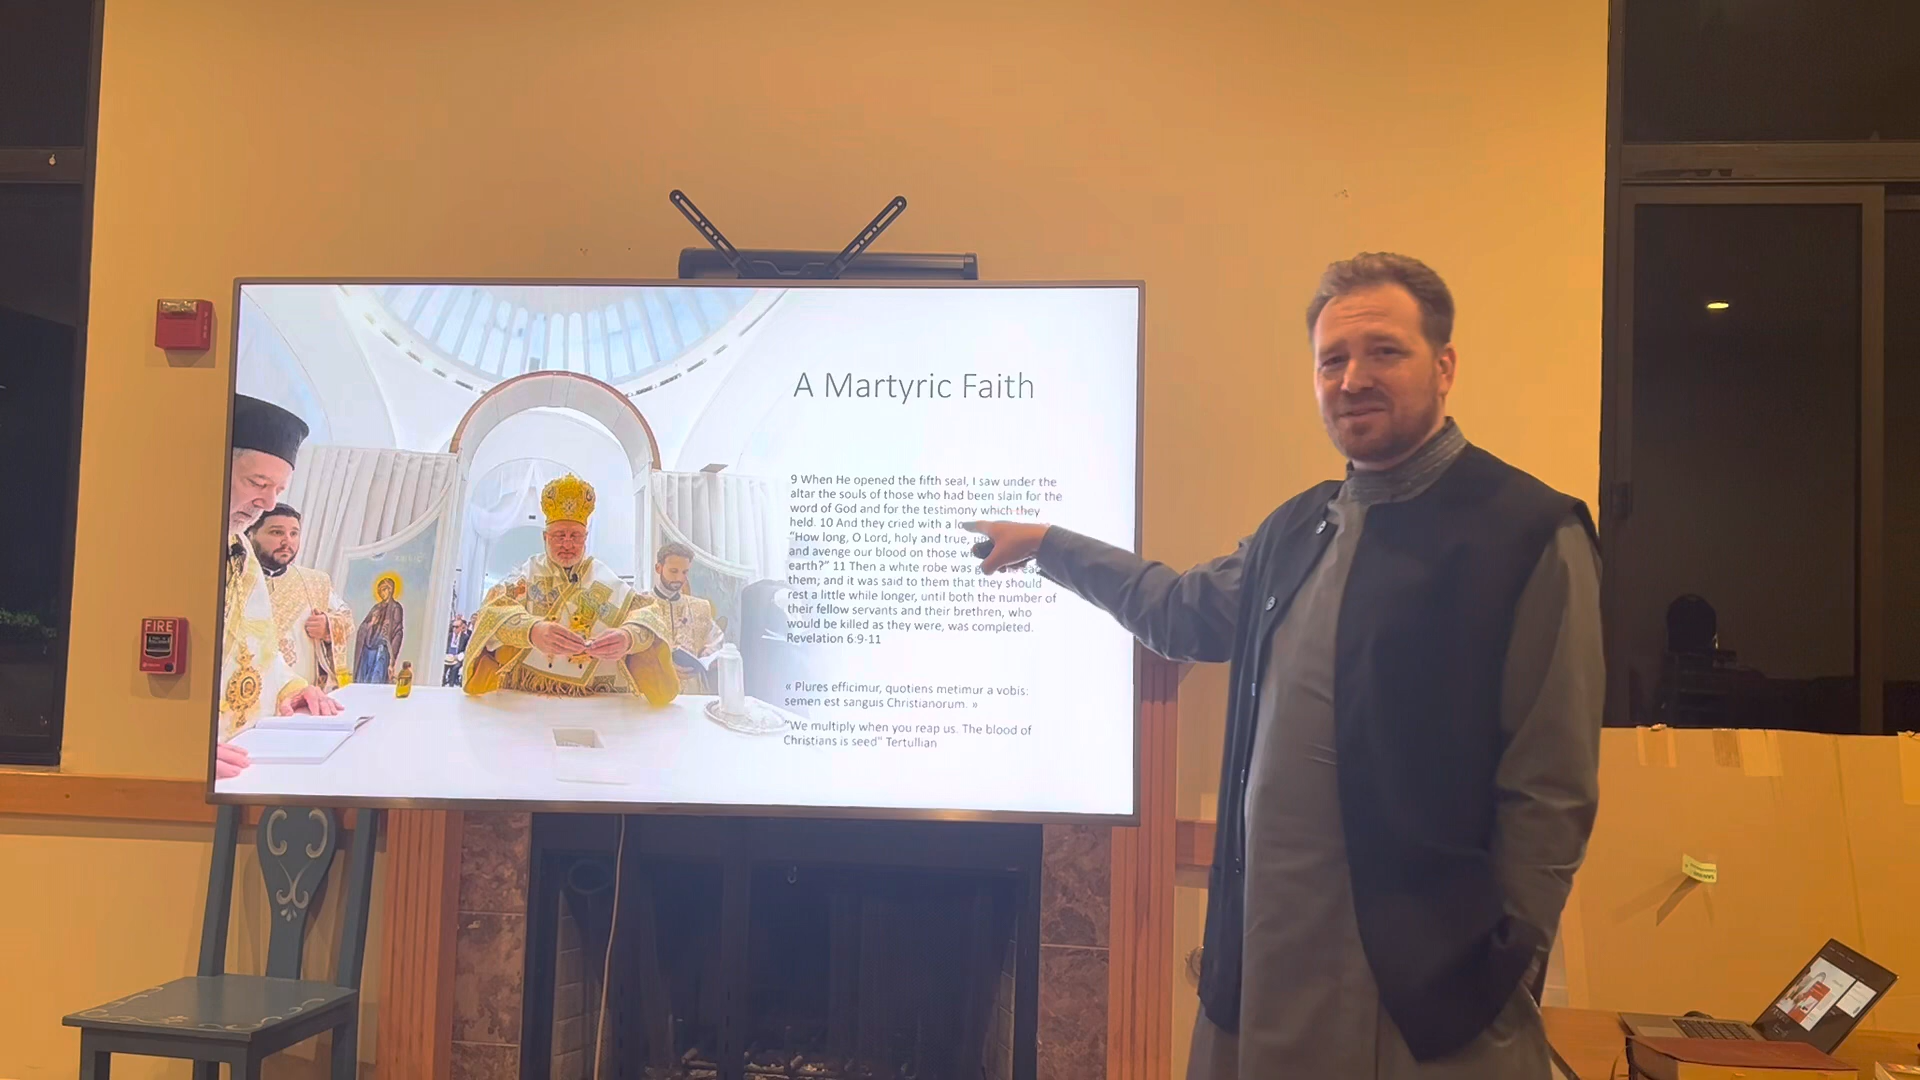 A Martyric Faith
9 When He opened the fifth seal, I saw under the
altar the souls of those who had been slain for the
word of God and for the testimony which they
held. 10 And they cried with a
"How long, O Lord, holy and true,
and avenge our blood on those
earth?" 11 Then a white robe was
them; and it was said to them that they should
rest a little while longer, until both the number of
their fellow servants and their brethren, who
would be killed as they were, was completed.
Revelation 6:9-11
« Plures efficimur, quotiens metimur a vobis:
semen est sanguis Christianorum. »
"We multiply when you reap us. The blood of
Christians is seed" Tertullian
FIRE
FIRE